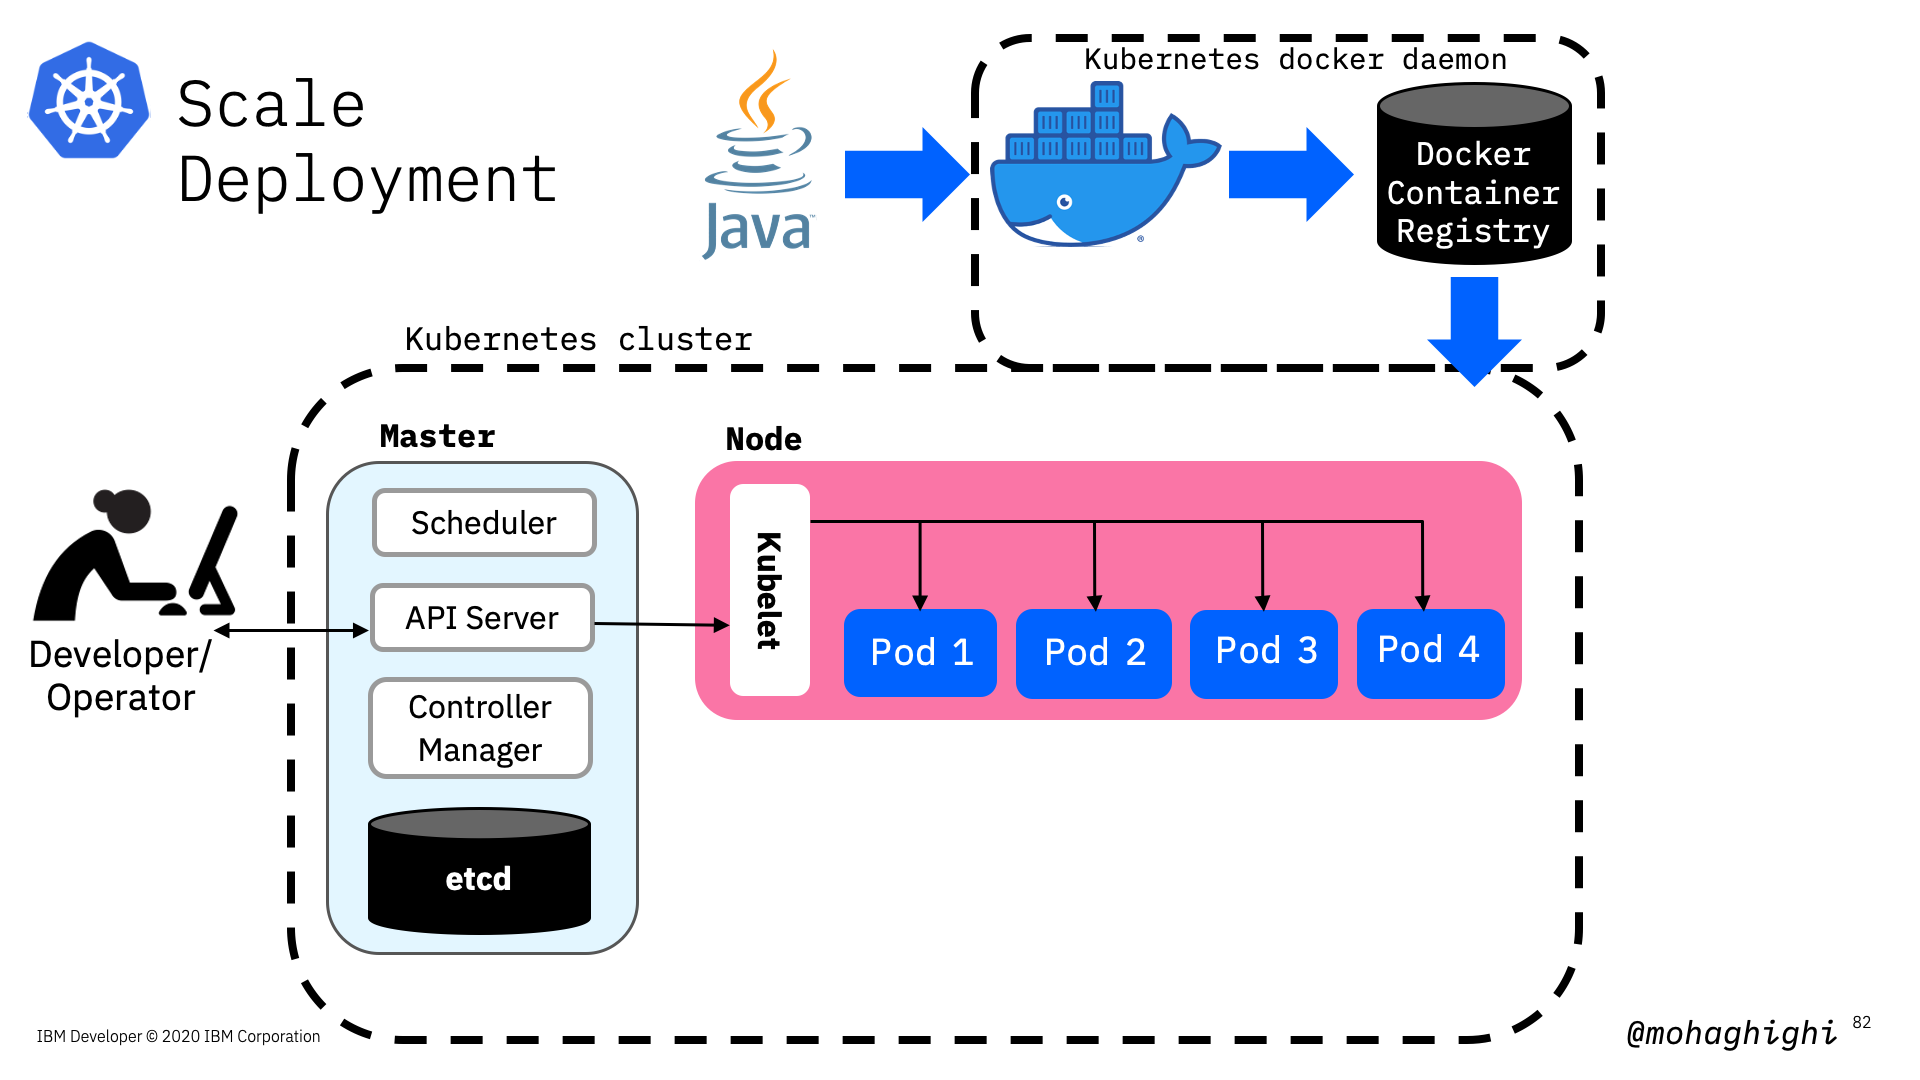 Scale
Deployment
Java™
Kubernetes docker daemon
®
Docker
Container
Registry
Kubernetes cluster
Master
Scheduler
API Server
Controller
Manager
etcd
Node
Kubelet
Pod 1
Pod 2
Pod 3
Pod 4
Developer/
Operator
IBM Developer © 2020 IBM Corporation
@mohaghighi
82